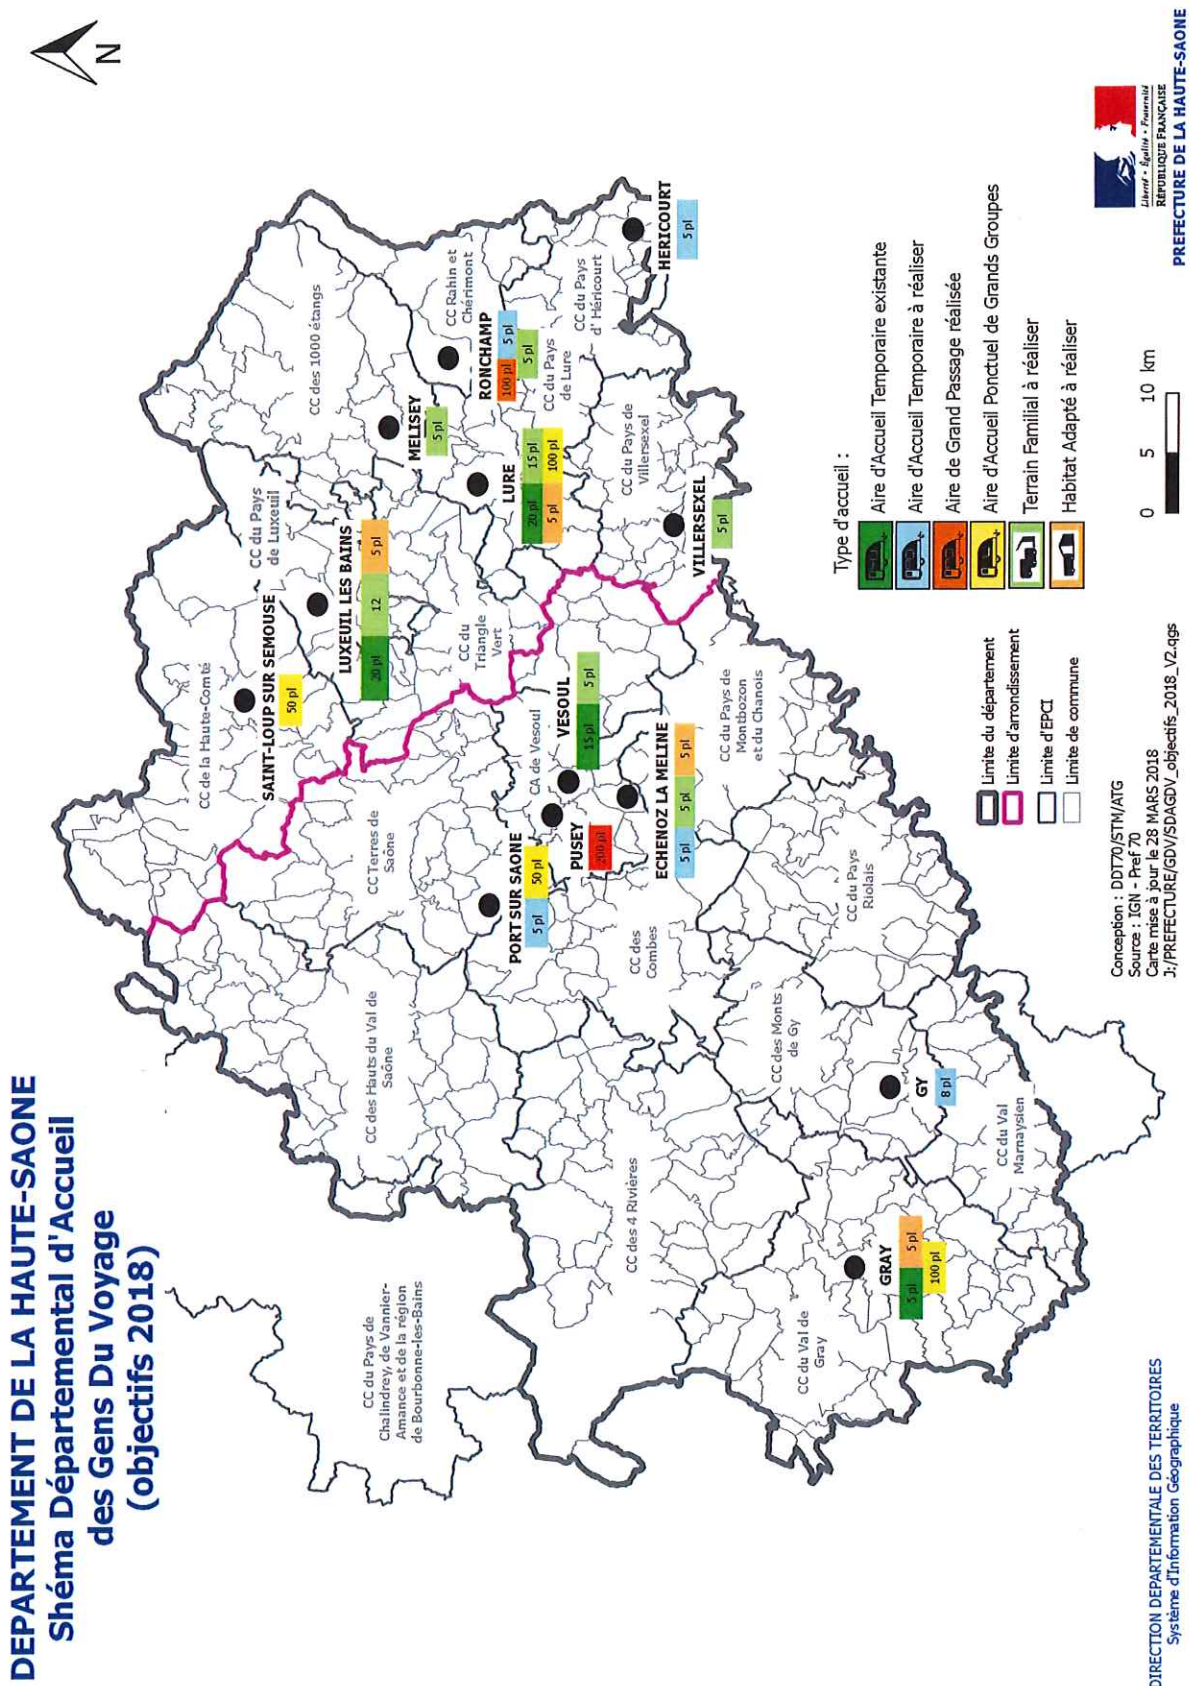 DEPARTEMENT DE LA HAUTE-SAONE
Shéma Départemental d'Accueil
des Gens Du Voyage
(objectifs 2018)
N
CC du Pays de
Chalindrey, de Vannier-
Amance et de la région
de Bourbonne-les-Bains
CC de la Haute-Comté
SAINT-LOUP SUR SEMOUSE
50 pl
CC du Pays
de Luxeuil
LUXEUIL LES BAINS
20 pl
12
5 pl
CC des 1000 étangs
MELISEY
5 pl
CC Rahin et
Chérimont
RONCHAMP
100 pl
5 pl
5 pl
CC du Pays
de Lure
LURE
20 pl
15 pl
5 pl
100 pl
CC du Pays
d' Héricourt
HERICOURT
5 pl
CC du Pays de
Villersexel
VILLERSEXEL
5 pl
CC du
Triangle
Vert
CC des Hauts du Val de
Saône
CC Terres de
Saône
PORT SUR SAONE
5 pl
50 pl
CA de Vesoul
VESOUL
15 pl
5 pl
PUSEY
200 pl
ECHENOZ LA MELINE
5 pl
5 pl
5 pl
CC des
Combes
CC du Pays de
Montbozon
et du Chanois
CC des 4 Rivières
CC des Monts
de Gy
GY
8 pl
CC du Pays
Riolais
CC du Val de
Gray
GRAY
5 pl
5 pl
100 pl
CC du Val
Marnaysien
Type d'accueil :
Aire d'Accueil Temporaire existante
Aire d'Accueil Temporaire à réaliser
Aire de Grand Passage réalisée
Aire d'Accueil Ponctuel de Grands Groupes
Terrain Familial à réaliser
Habitat Adapté à réaliser
Limite du département
Limite d'arrondissement
Limite d'EPCI
Limite de commune
0 5 10 km
Conception : DDT70/STM/ATG
Source : IGN - Pref 70
Carte mise à jour le 28 MARS 2018
J:/PREFECTURE/GDV/SDAGDV_objectifs_2018_V2.qgs
DIRECTION DEPARTEMENTALE DES TERRITOIRES
Système d'Information Géographique
Liberté • Égalité • Fraternité
RÉPUBLIQUE FRANÇAISE
PREFECTURE DE LA HAUTE-SAONE